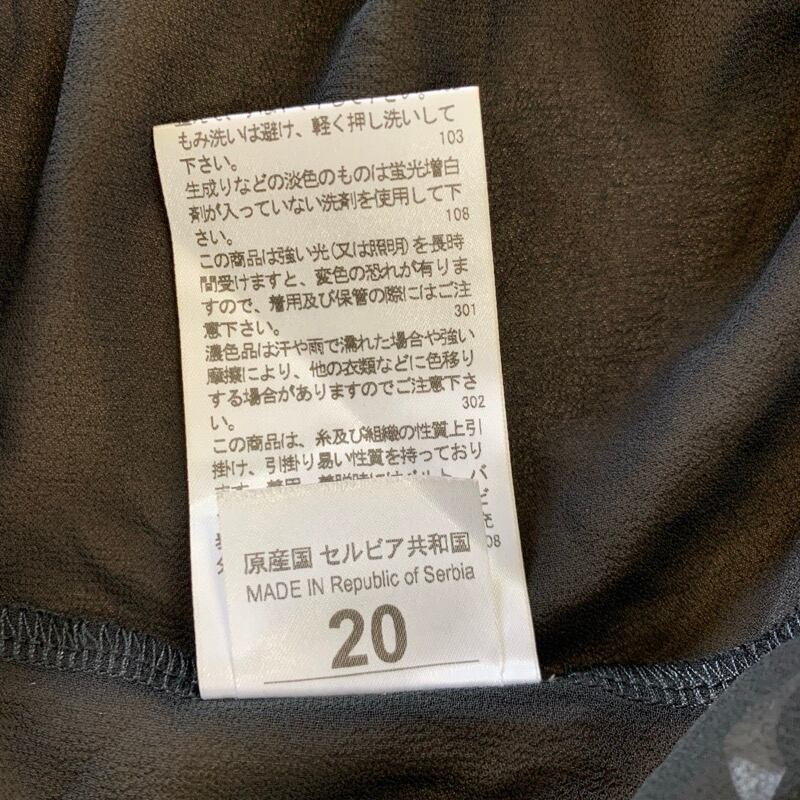 もみ洗いは避け、軽く押し洗いして
下さい。
103
生成りなどの淡色のものは蛍光増白
剤が入っていない洗剤を使用して下
さい。
108
この商品は強い光(又は照明)を長時
間受けますと、変色の恐れが有りま
すので、着用及び保管の際にはご注
意下さい。
301
濃色品は汗や雨で濡れた場合や強い
摩擦により、他の衣類などに色移り
する場合がありますのでご注意下さ
い。
302
この商品は、糸及び組織の性質上引
掛け、引掛り易い性質を持っており
08
原産国 セルビア共和国
MADE IN Republic of Serbia
20